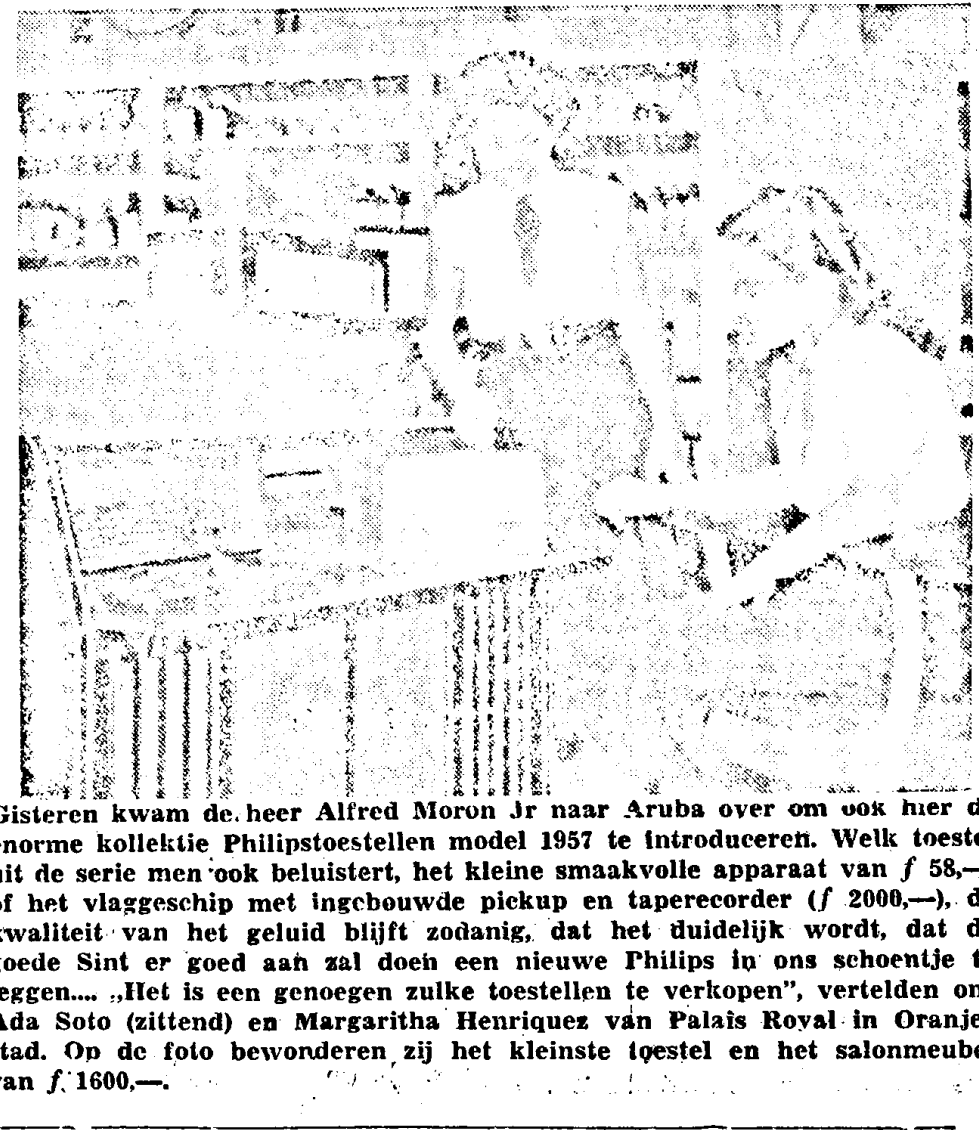 Gisteren kwam de heer Alfred Moron Jr naar Aruba over om ook hier d
enorme kollektie Philipstoestellen model 1957 te introduceren. Welk toeste
uit de serie men ook beluistert, het kleine smaakvolle apparaat van f 58,—
of het vlaggeschip met ingebouwde pickup en taperecorder (f 2000,—), d
kwaliteit van het geluid blijft zodanig, dat het duidelijk wordt, dat d
goede Sint er goed aan zal doen een nieuwe Philips in ons schoentje t
leggen.... „Het is een genoegen zulke toestellen te verkopen”, vertelden on
Ada Soto (zittend) en Margaritha Henriquez van Palais Royal in Oranje
stad. Op de foto bewonderen zij het kleinste toestel en het salonmeube
van f 1600,—.